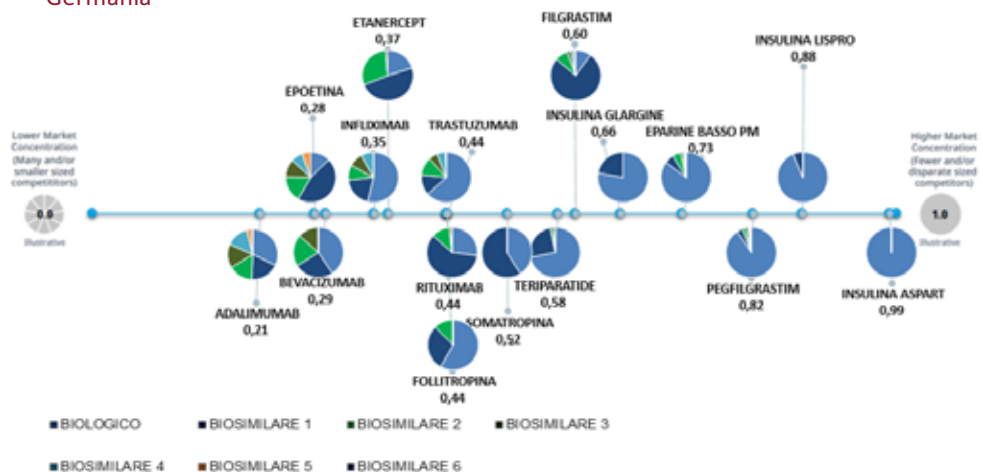 Germania
ETANERCEPT
0,37
FILGRASTIM
0,60
INSULINA LISPRO
0,88
EPOETINA
0,28
INFLIXIMAB
0,35
TRASTUZUMAB
0,44
INSULINA GLARGINE
0,66
EPARINE BASSO PM
0,73
Lower Market
Concentration
(Many and/or
smaller sized
competititors)
0.0
Illustrative
Higher Market
Concentration
(Fewer and/or
disparate sized
competitors)
1.0
Illustrative
ADALIMUMAB
0,21
BEVACIZUMAB
0,29
RITUXIMAB
0,44
SOMATROPINA
0,52
TERIPARATIDE
0,58
PEGFILGRASTIM
0,82
INSULINA ASPART
0,99
FOLLITROPINA
0,44
BIOLOGICO
BIOSIMILARE 1
BIOSIMILARE 2
BIOSIMILARE 3
BIOSIMILARE 4
BIOSIMILARE 5
BIOSIMILARE 6